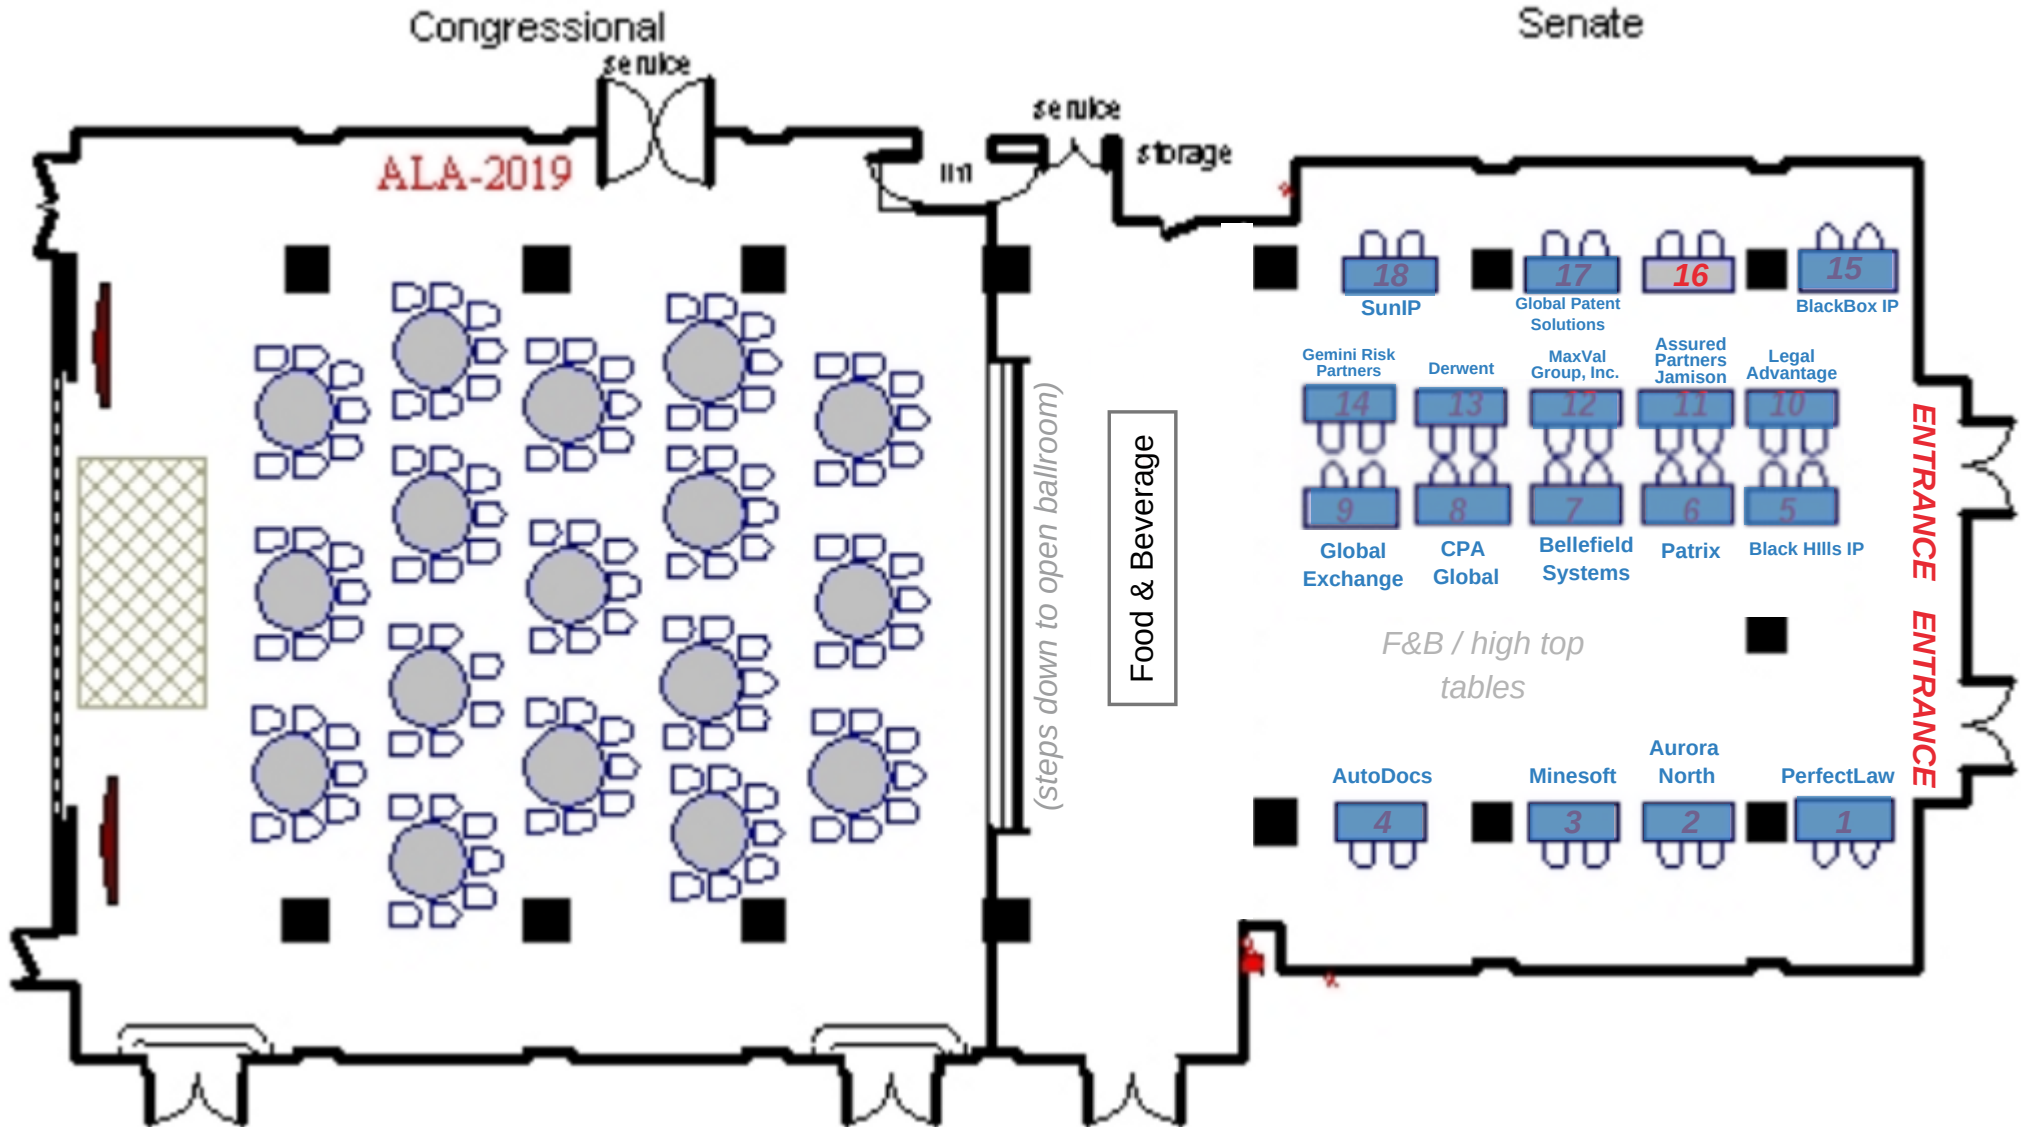 Congressional
Senate
service
service
storage
ALA-2019
18
17
16
15
SunIP
Global Patent
Solutions
BlackBox IP
Gemini Risk
Partners
Derwent
MaxVal
Group, Inc.
Assured
Partners
Jamison
Legal
Advantage
14
13
12
11
10
9
8
7
6
5
Global
Exchange
CPA
Global
Bellefield
Systems
Patrix
Black HIlls IP
ENTRANCE
ENTRANCE
(steps down to open ballroom)
Food & Beverage
F&B / high top
tables
AutoDocs
Minesoft
Aurora
North
PerfectLaw
4
3
2
1